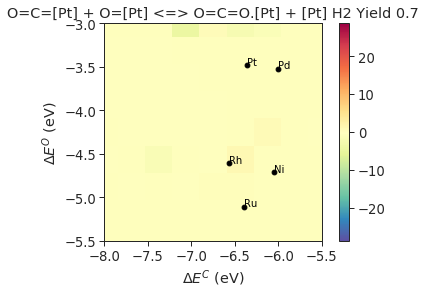 O=C=[Pt] + O=[Pt] <=> O=C=O.[Pt] + [Pt] H2 Yield 0.7
−3.0
−3.5
−4.0
−4.5
−5.0
−5.5
ΔE^O (eV)
Pt
Pd
Rh
Ni
Ru
−8.0 −7.5 −7.0 −6.5 −6.0 −5.5
ΔE^C (eV)
20
10
0
−10
−20